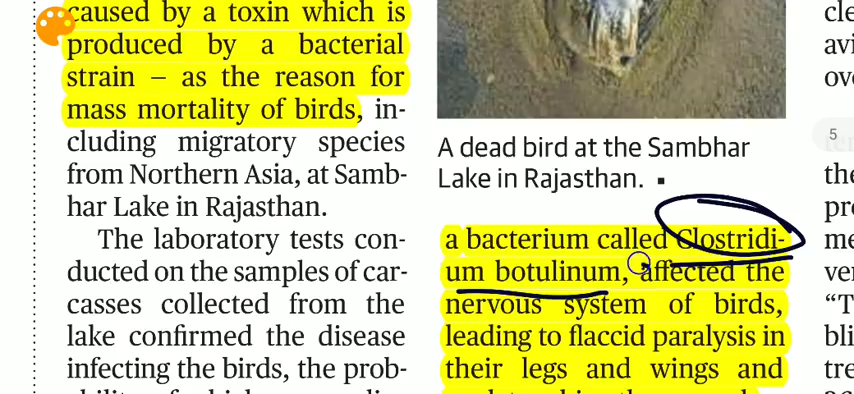 caused by a toxin which is
produced by a bacterial
strain – as the reason for
mass mortality of birds, in-
cluding migratory species
from Northern Asia, at Samb-
har Lake in Rajasthan.
The laboratory tests con-
ducted on the samples of car-
casses collected from the
lake confirmed the disease
infecting the birds, the prob-
A dead bird at the Sambhar
Lake in Rajasthan. ▪
a bacterium called Clostridi-
um botulinum, affected the
nervous system of birds,
leading to flaccid paralysis in
their legs and wings and
5